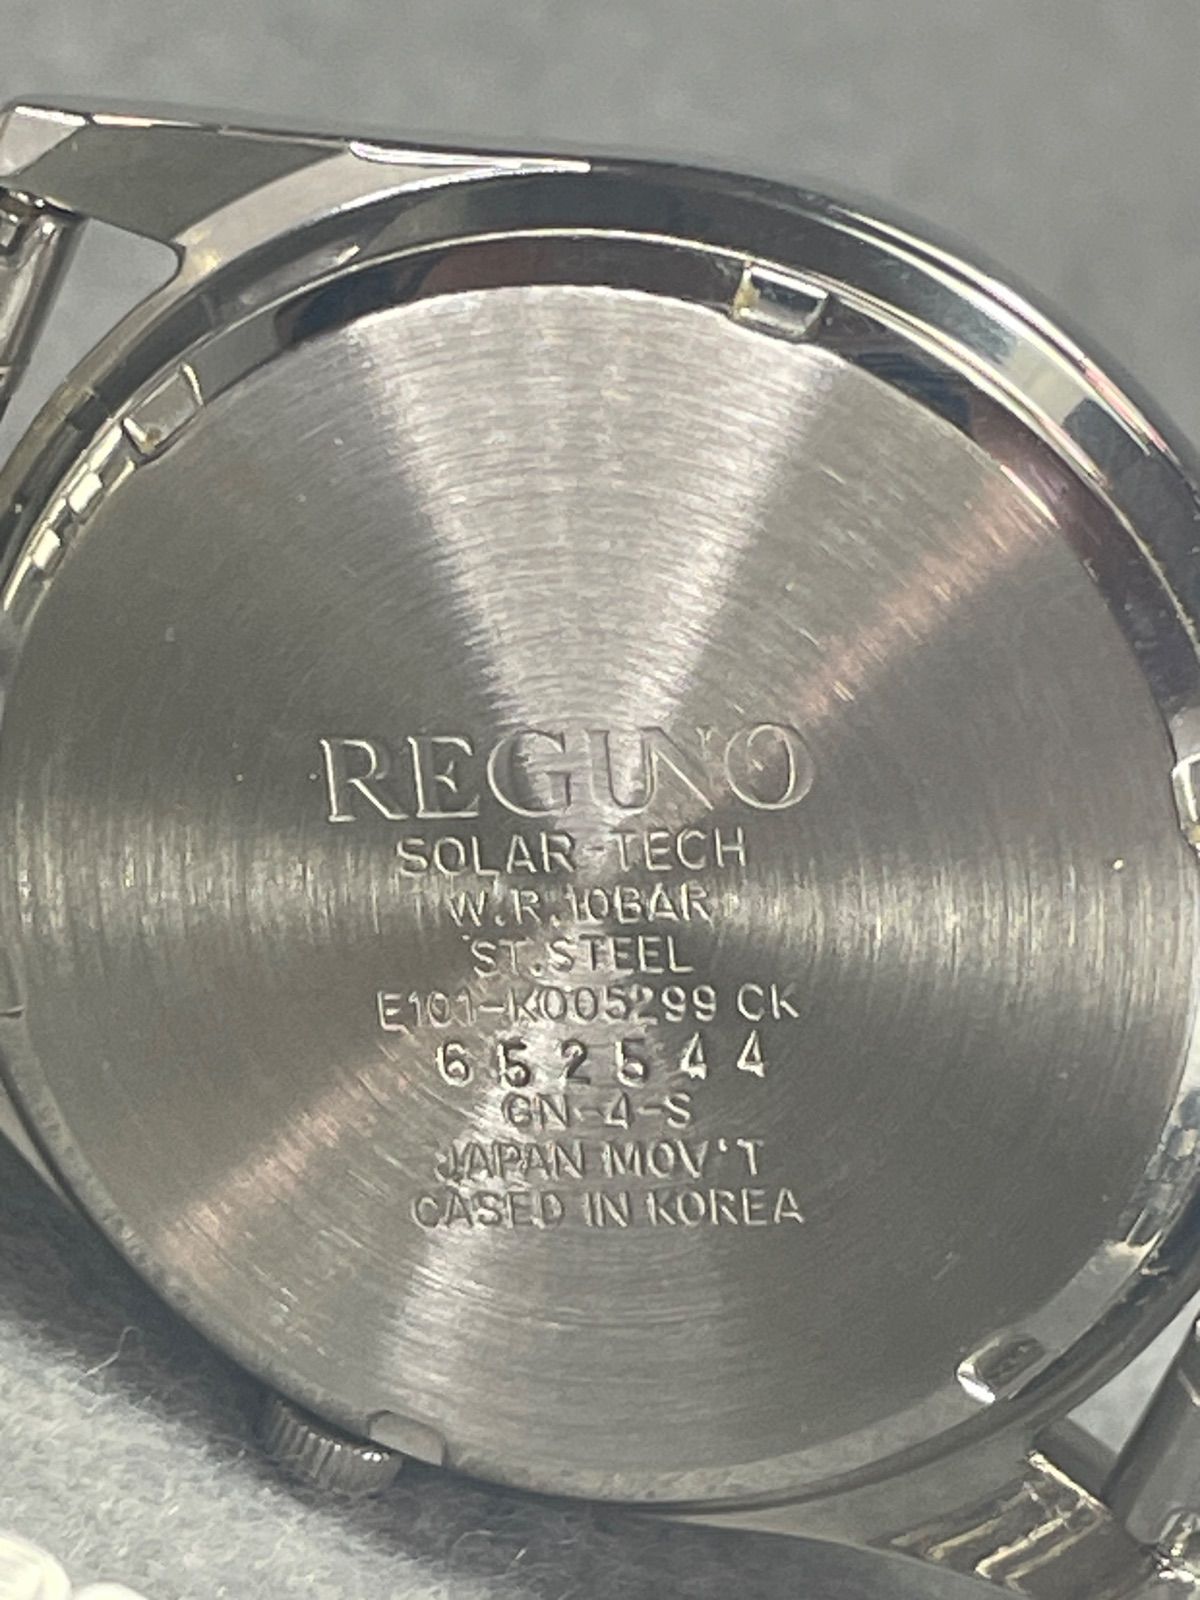 REGUNO
SOLAR-TECH
W.R.10BAR
ST.STEEL
E101-K005299 CK
652544
GN-4-S
JAPAN MOV'T
CASED IN KOREA